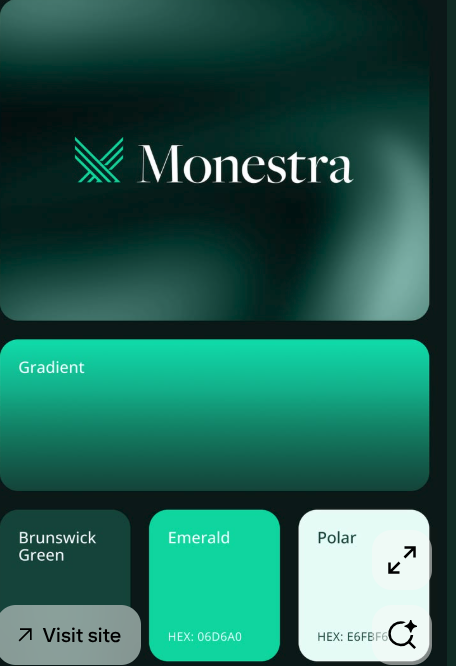 Monestra
Gradient
Brunswick
Green
Emerald
Polar
Visit site
HEX: 06D6A0
HEX: E6FBF6